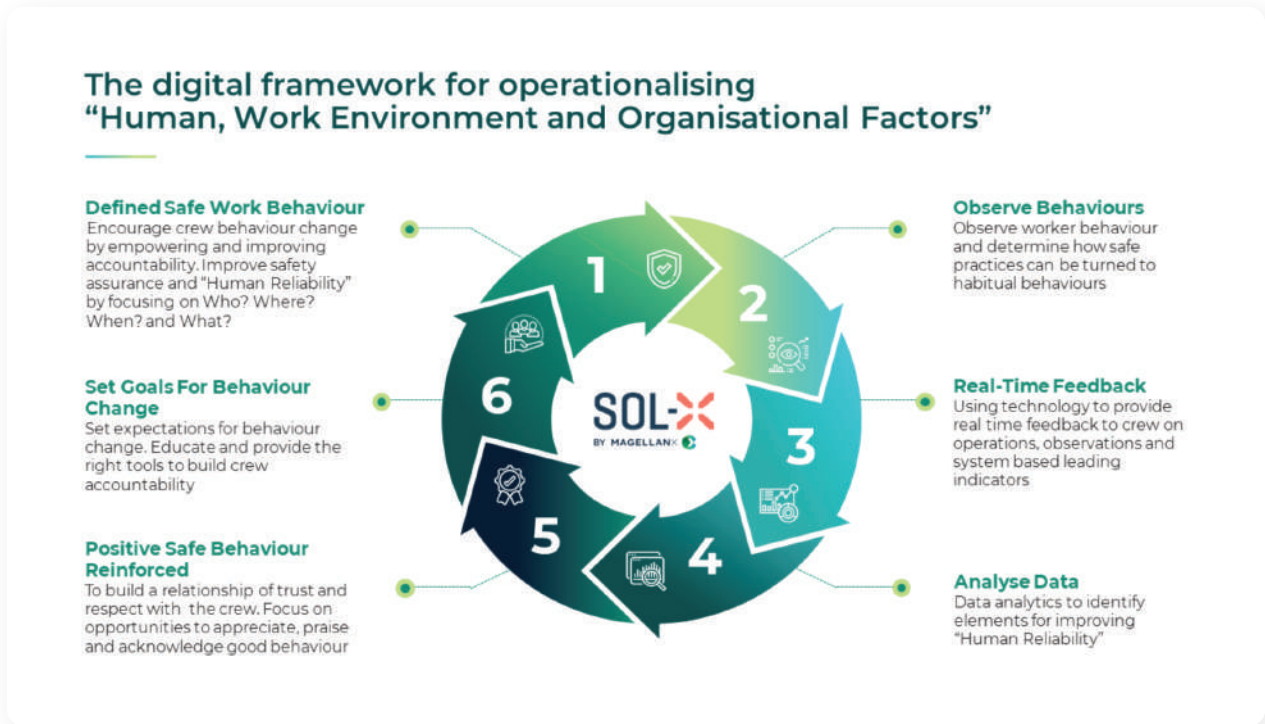 The digital framework for operationalising
“Human, Work Environment and Organisational Factors”
Defined Safe Work Behaviour
Encourage crew behaviour change
by empowering and improving
accountability. Improve safety
assurance and “Human Reliability”
by focusing on Who? Where?
When? and What?
Set Goals For Behaviour
Change
Set expectations for behaviour
change. Educate and provide the
right tools to build crew
accountability
Positive Safe Behaviour
Reinforced
To build a relationship of trust and
respect with the crew. Focus on
opportunities to appreciate, praise
and acknowledge good behaviour
1
2
3
4
5
6
SOL-X
BY MAGELLANX
Observe Behaviours
Observe worker behaviour
and determine how safe
practices can be turned to
habitual behaviours
Real-Time Feedback
Using technology to provide
real time feedback to crew on
operations, observations and
system based leading
indicators
Analyse Data
Data analytics to identify
elements for improving
“Human Reliability”